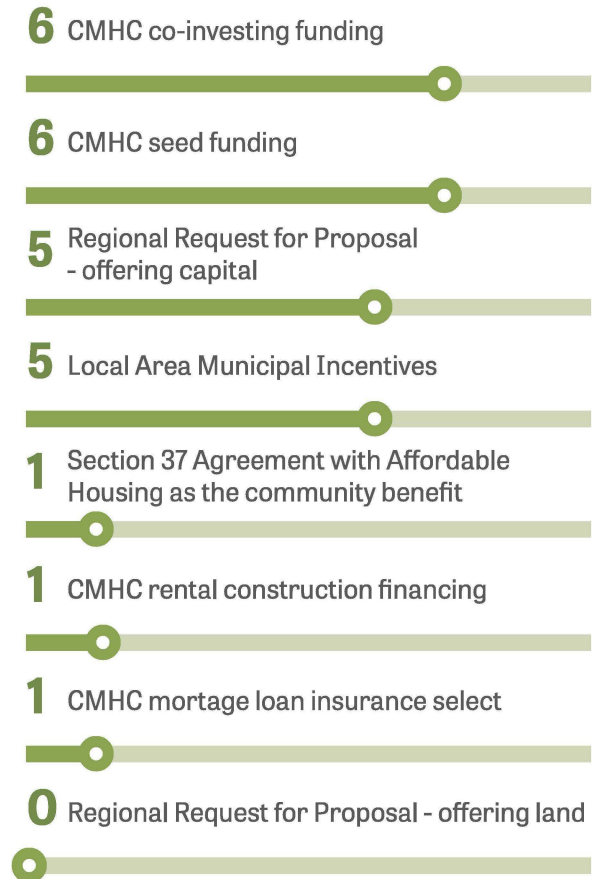 6 CMHC co-investing funding
6 CMHC seed funding
5 Regional Request for Proposal
- offering capital
5 Local Area Municipal Incentives
1 Section 37 Agreement with Affordable
Housing as the community benefit
1 CMHC rental construction financing
1 CMHC mortage loan insurance select
0 Regional Request for Proposal - offering land